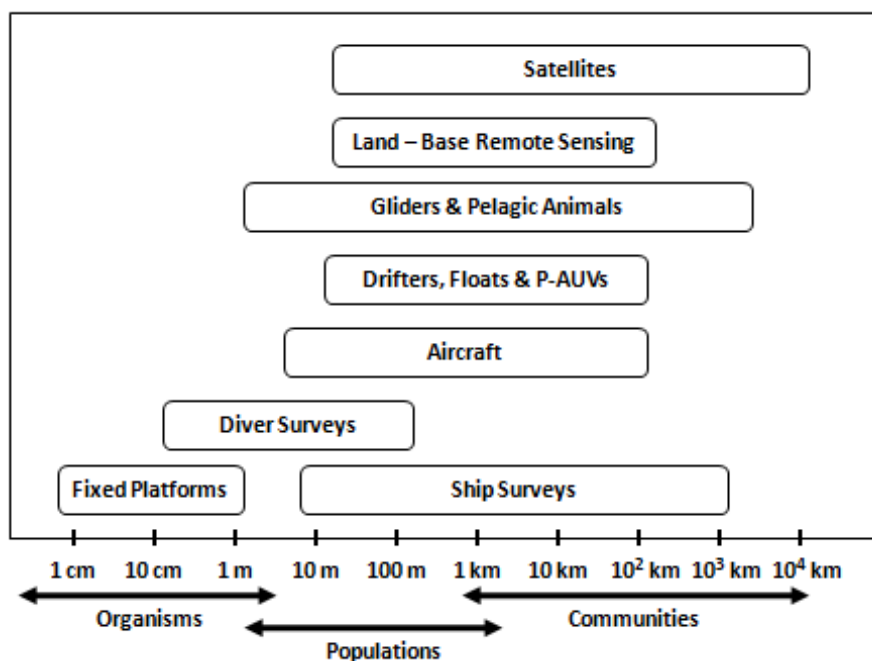 Satellites
Land – Base Remote Sensing
Gliders & Pelagic Animals
Drifters, Floats & P-AUVs
Aircraft
Diver Surveys
Fixed Platforms Ship Surveys
1 cm 10 cm 1 m 10 m 100 m 1 km 10 km 10² km 10³ km 10⁴ km
Organisms Communities
Populations